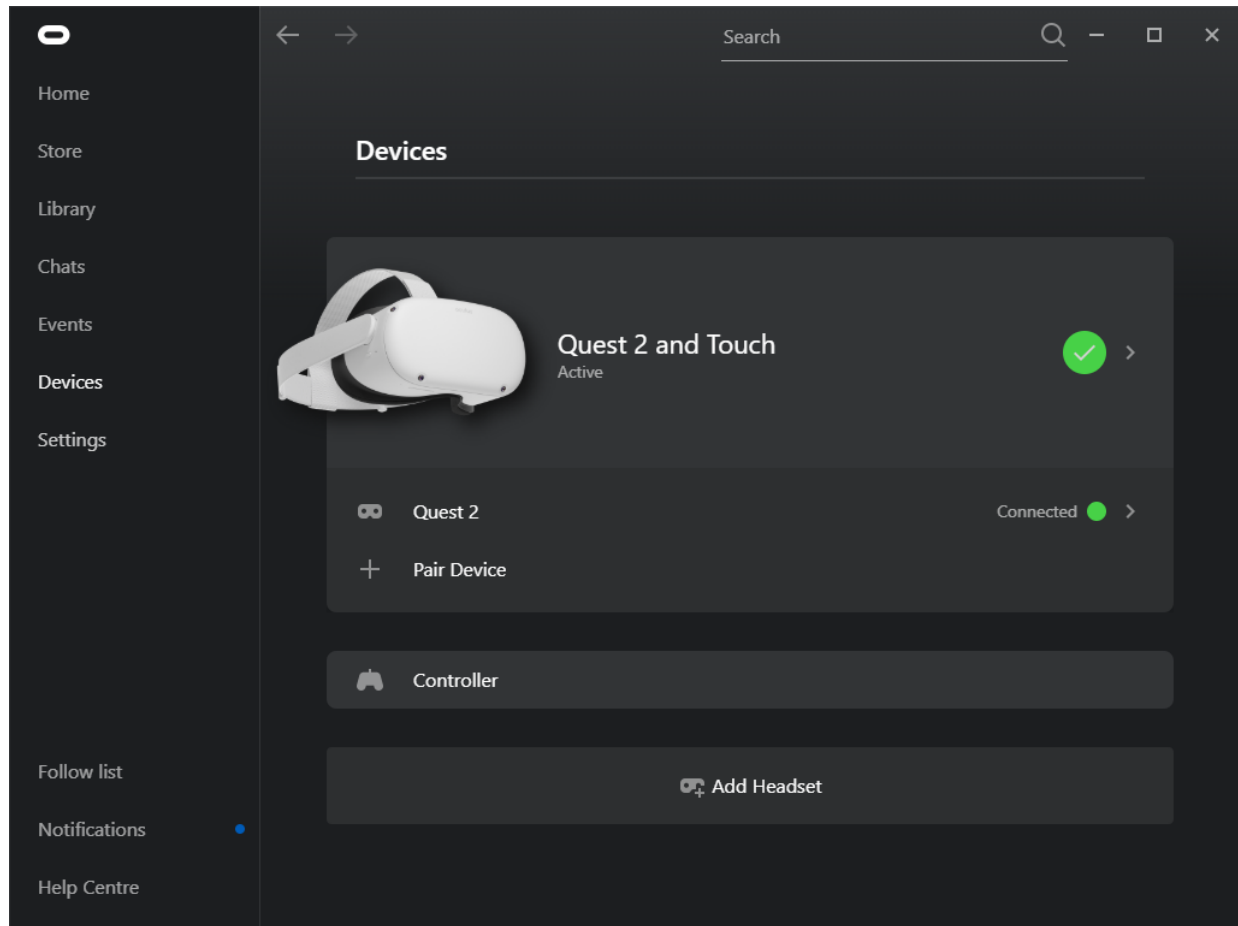 Search
Home
Store
Library
Chats
Events
Devices
Settings
Follow list
Notifications
Help Centre
Devices
Quest 2 and Touch
Active
Quest 2
Connected
Pair Device
Controller
Add Headset